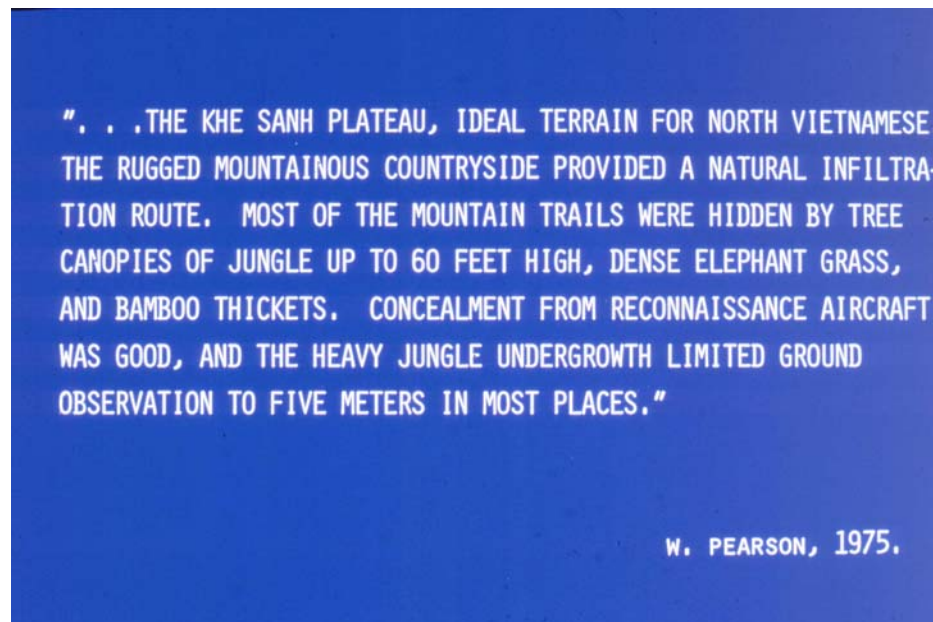 ". . .THE KHE SANH PLATEAU, IDEAL TERRAIN FOR NORTH VIETNAMESE
THE RUGGED MOUNTAINOUS COUNTRYSIDE PROVIDED A NATURAL INFILTRA-
TION ROUTE.  MOST OF THE MOUNTAIN TRAILS WERE HIDDEN BY TREE
CANOPIES OF JUNGLE UP TO 60 FEET HIGH, DENSE ELEPHANT GRASS,
AND BAMBOO THICKETS.  CONCEALMENT FROM RECONNAISSANCE AIRCRAFT
WAS GOOD, AND THE HEAVY JUNGLE UNDERGROWTH LIMITED GROUND
OBSERVATION TO FIVE METERS IN MOST PLACES."
W. PEARSON, 1975.